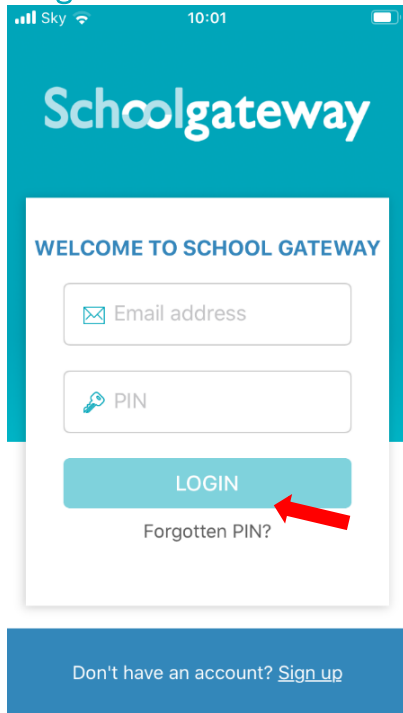 Sky 10:01
Schoolgateway
WELCOME TO SCHOOL GATEWAY
Email address
PIN
LOGIN
Forgotten PIN?
Don't have an account? Sign up